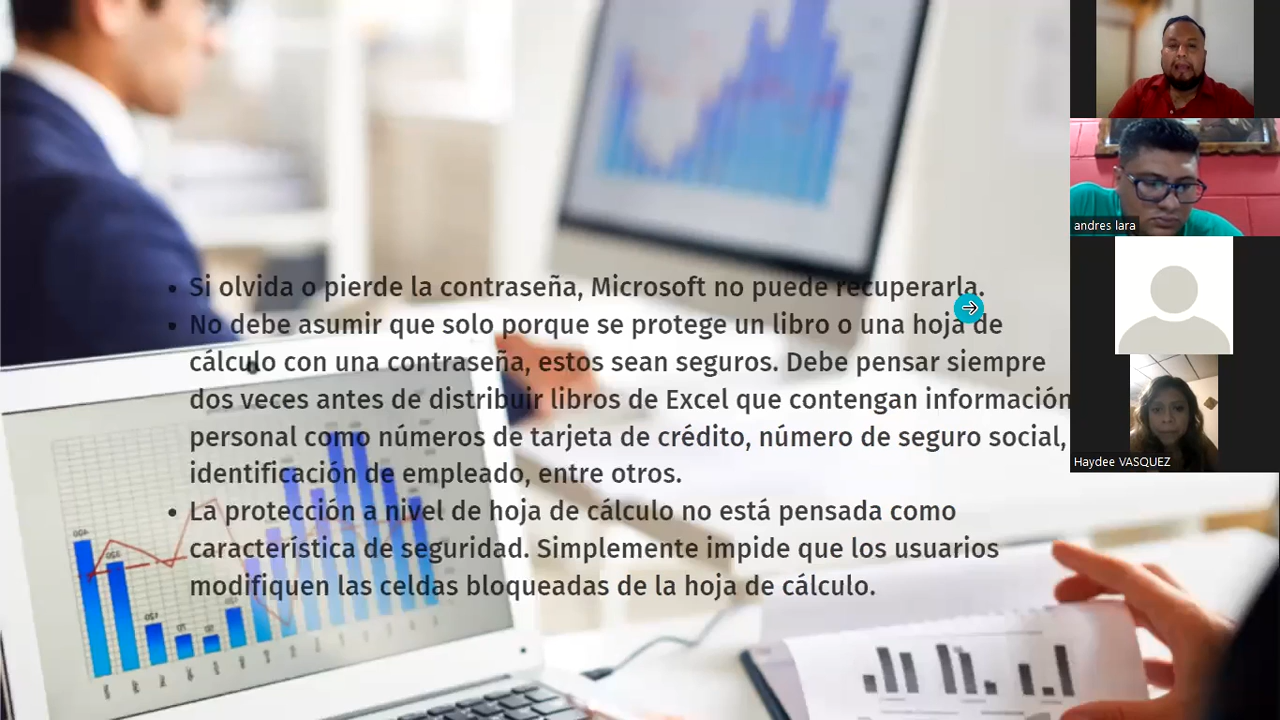 Si olvida o pierde la contraseña, Microsoft no puede recuperarla.
No debe asumir que solo porque se protege un libro o una hoja de
cálculo con una contraseña, estos sean seguros. Debe pensar siempre
dos veces antes de distribuir libros de Excel que contengan información
personal como números de tarjeta de crédito, número de seguro social,
identificación de empleado, entre otros.
La protección a nivel de hoja de cálculo no está pensada como
característica de seguridad. Simplemente impide que los usuarios
modifiquen las celdas bloqueadas de la hoja de cálculo.
andres lara
Haydee VASQUEZ